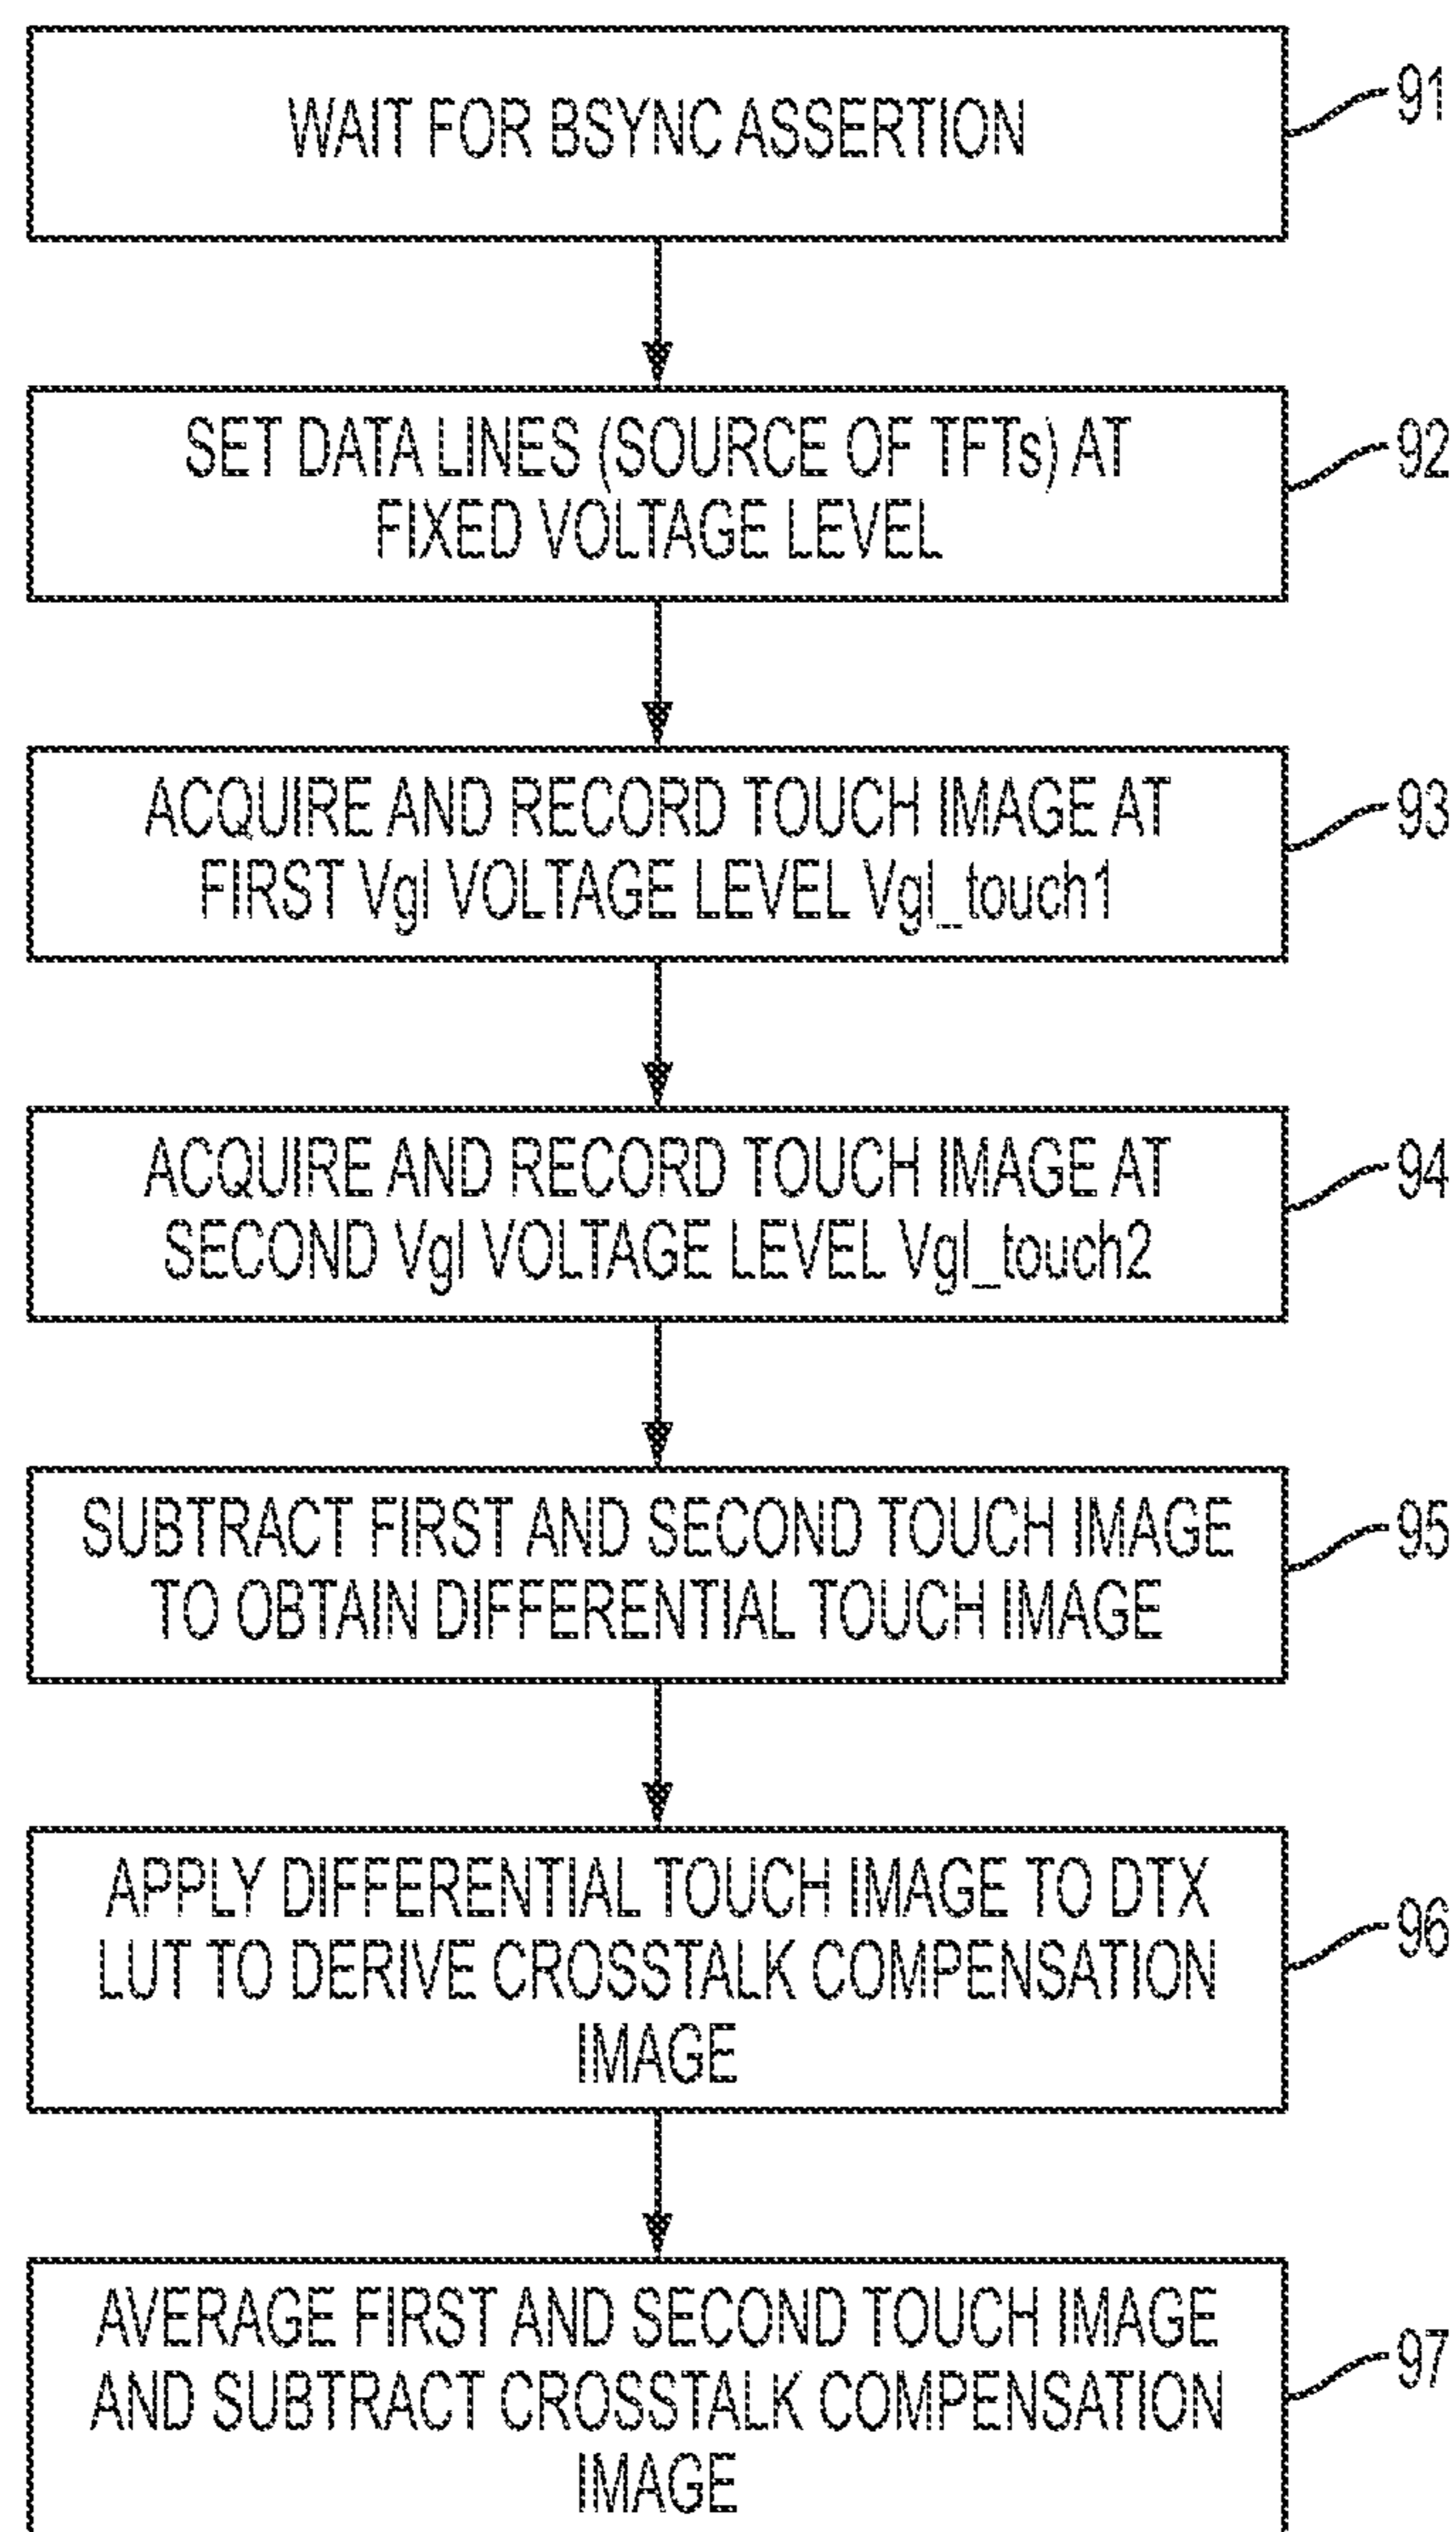 WAIT FOR BSYNC ASSERTION
91
SET DATA LINES (SOURCE OF TFTs) AT
FIXED VOLTAGE LEVEL
92
ACQUIRE AND RECORD TOUCH IMAGE AT
FIRST Vgl VOLTAGE LEVEL Vgl_touch1
93
ACQUIRE AND RECORD TOUCH IMAGE AT
SECOND Vgl VOLTAGE LEVEL Vgl_touch2
94
SUBTRACT FIRST AND SECOND TOUCH IMAGE
TO OBTAIN DIFFERENTIAL TOUCH IMAGE
95
APPLY DIFFERENTIAL TOUCH IMAGE TO DTX
LUT TO DERIVE CROSSTALK COMPENSATION
IMAGE
96
AVERAGE FIRST AND SECOND TOUCH IMAGE
AND SUBTRACT CROSSTALK COMPENSATION
IMAGE
97